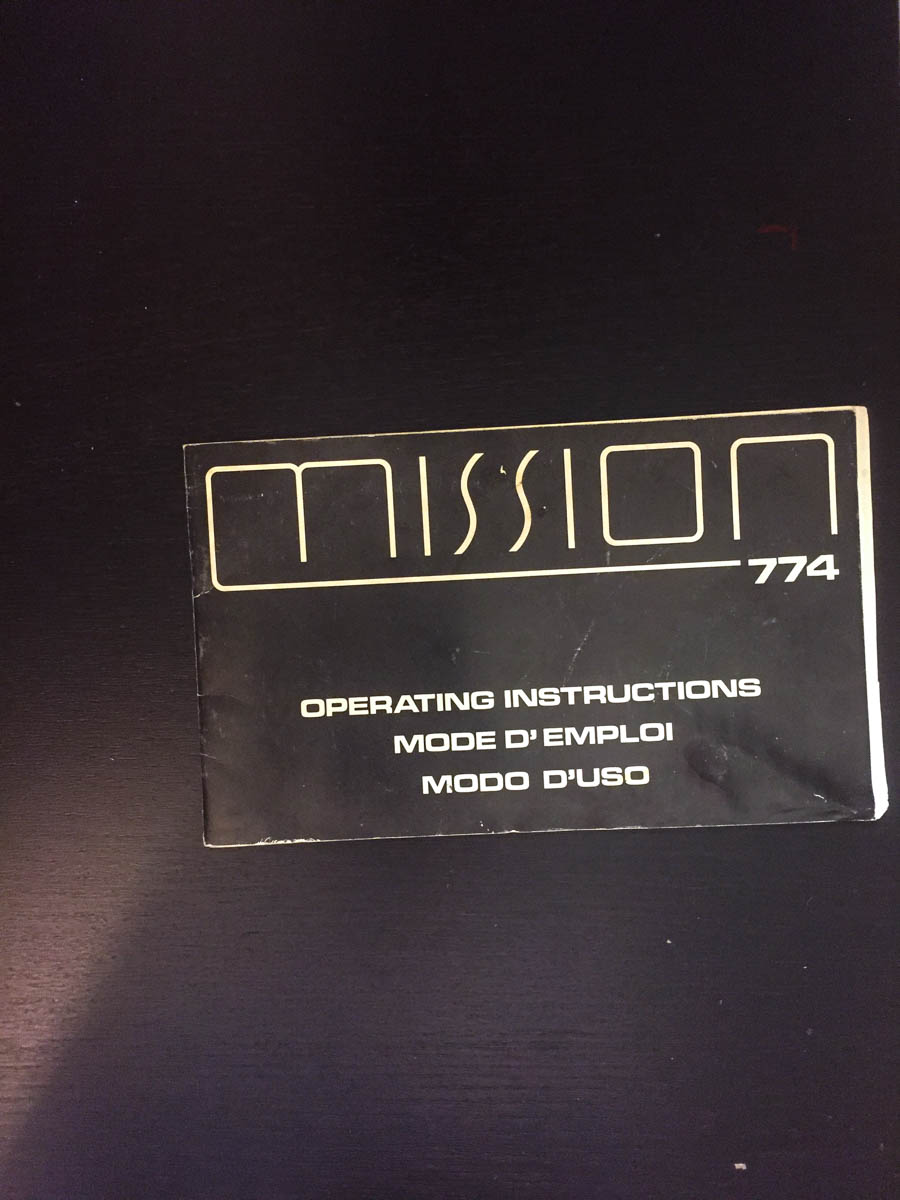 mission
774
OPERATING INSTRUCTIONS
MODE D' EMPLOI
MODO D'USO